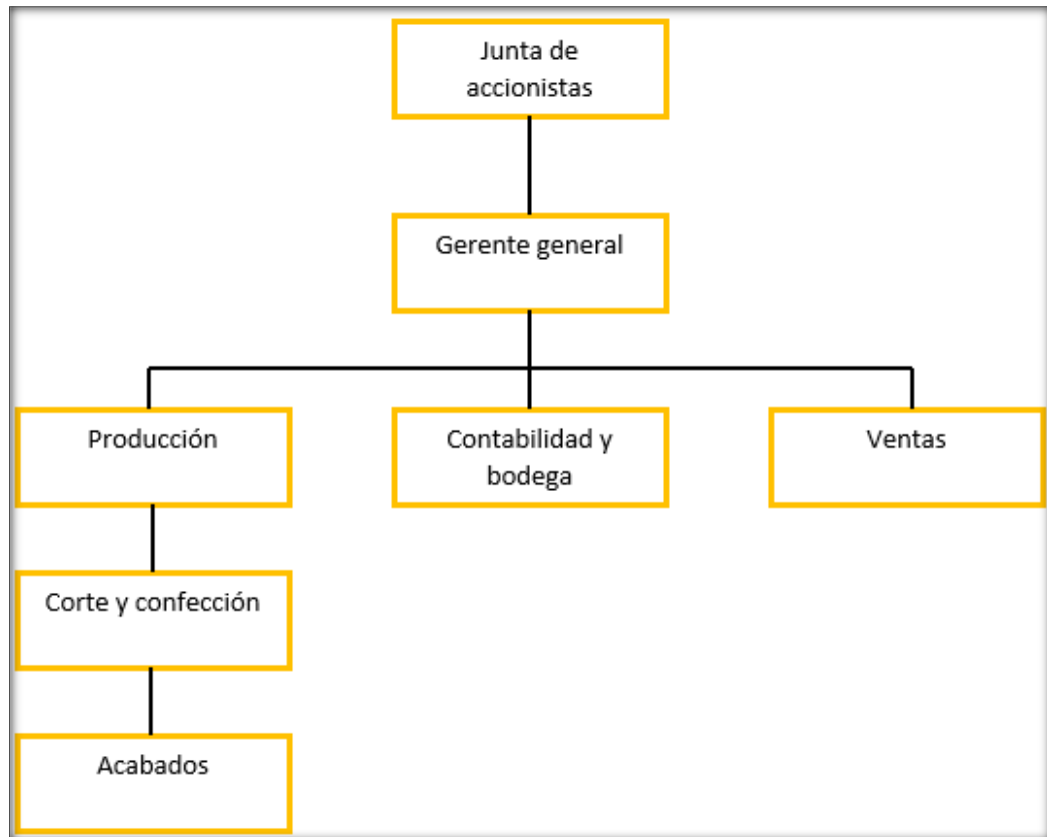 Junta de
accionistas
Gerente general
Producción
Contabilidad y
bodega
Ventas
Corte y confección
Acabados